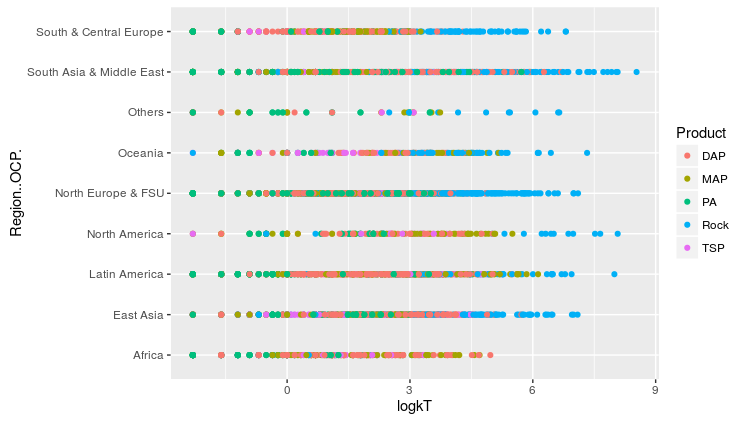 South & Central Europe
South Asia & Middle East
Others
Oceania
North Europe & FSU
North America
Latin America
East Asia
Africa
Region..OCP.
0 3 6 9
logkT
Product
DAP
MAP
PA
Rock
TSP